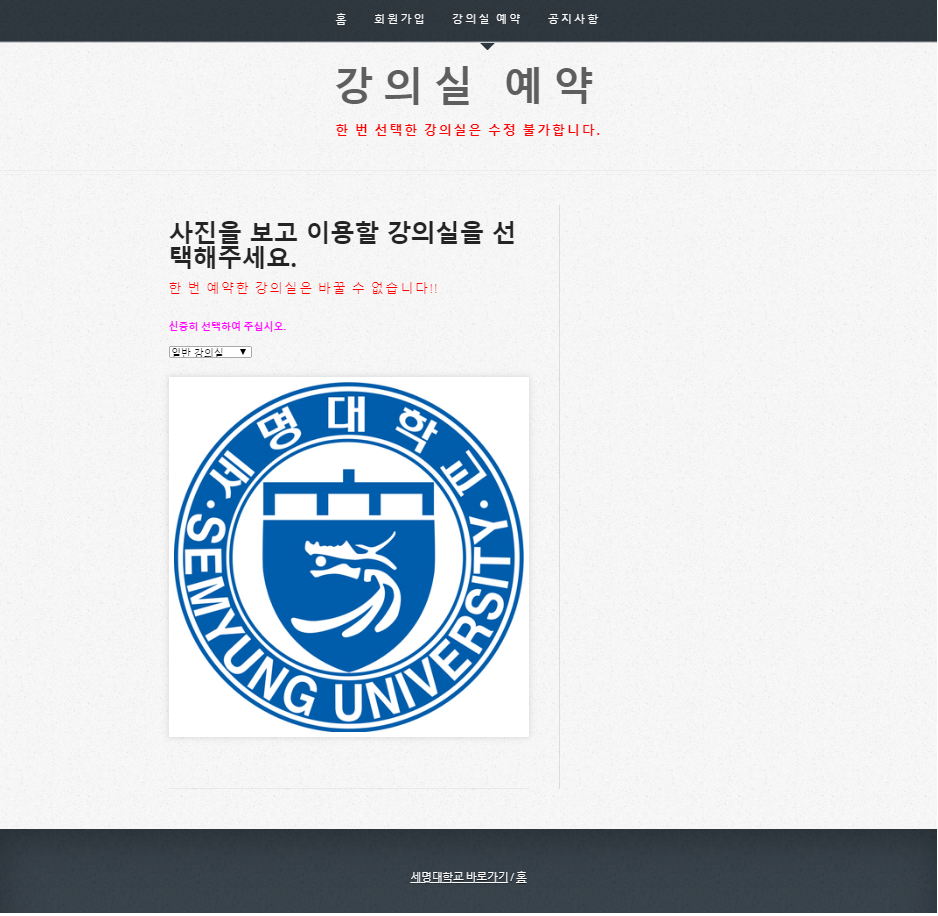 홈 회원가입 강의실 예약 공지사항
강의실 예약
한 번 선택한 강의실은 수정 불가합니다.
사진을 보고 이용할 강의실을 선
택해주세요.
한 번 예약한 강의실은 바꿀 수 없습니다!!
신중히 선택하여 주십시오.
일반 강의실 ▼
·세명대학교·
SEMYUNG UNIVERSITY
세명대학교 바로가기 / 홈